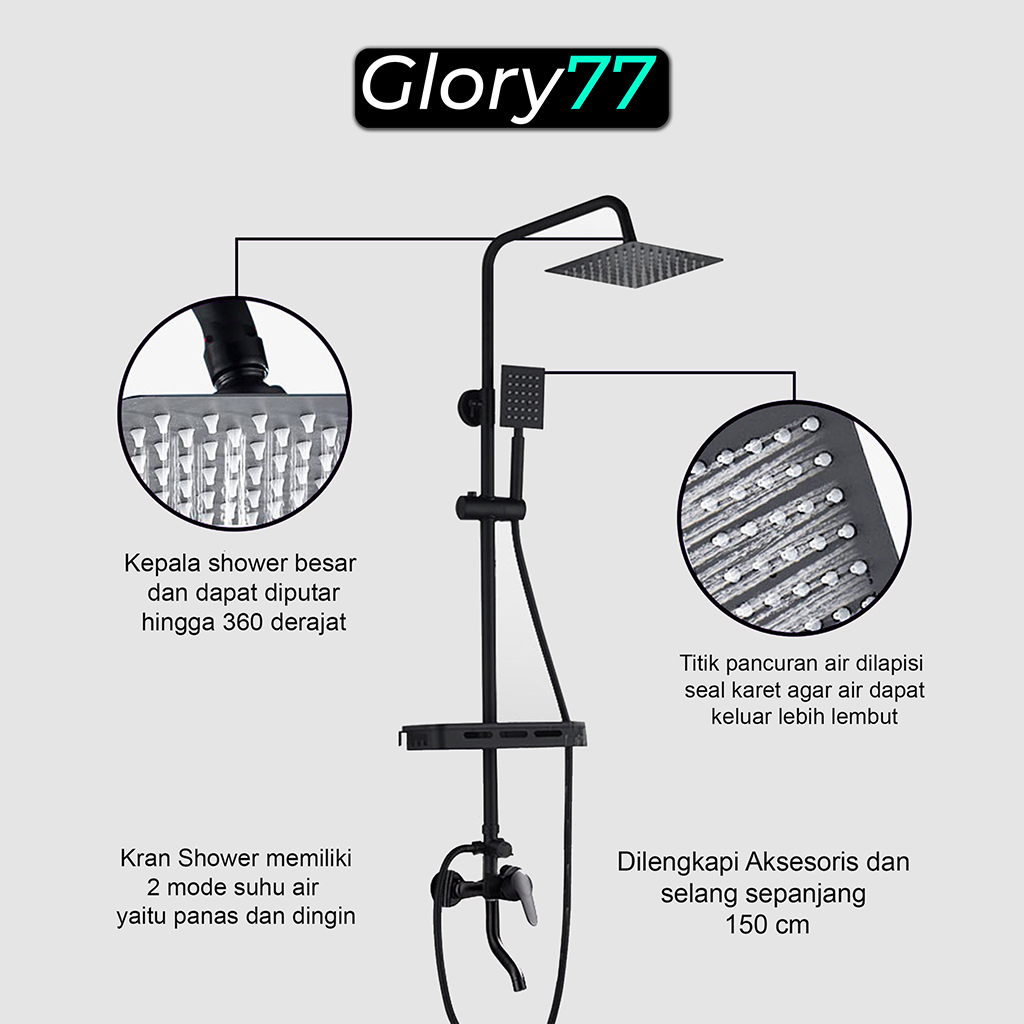 Glory77
Kepala shower besar
dan dapat diputar
hingga 360 derajat
Titik pancuran air dilapisi
seal karet agar air dapat
keluar lebih lembut
Kran Shower memiliki
2 mode suhu air
yaitu panas dan dingin
Dilengkapi Aksesoris dan
selang sepanjang
150 cm